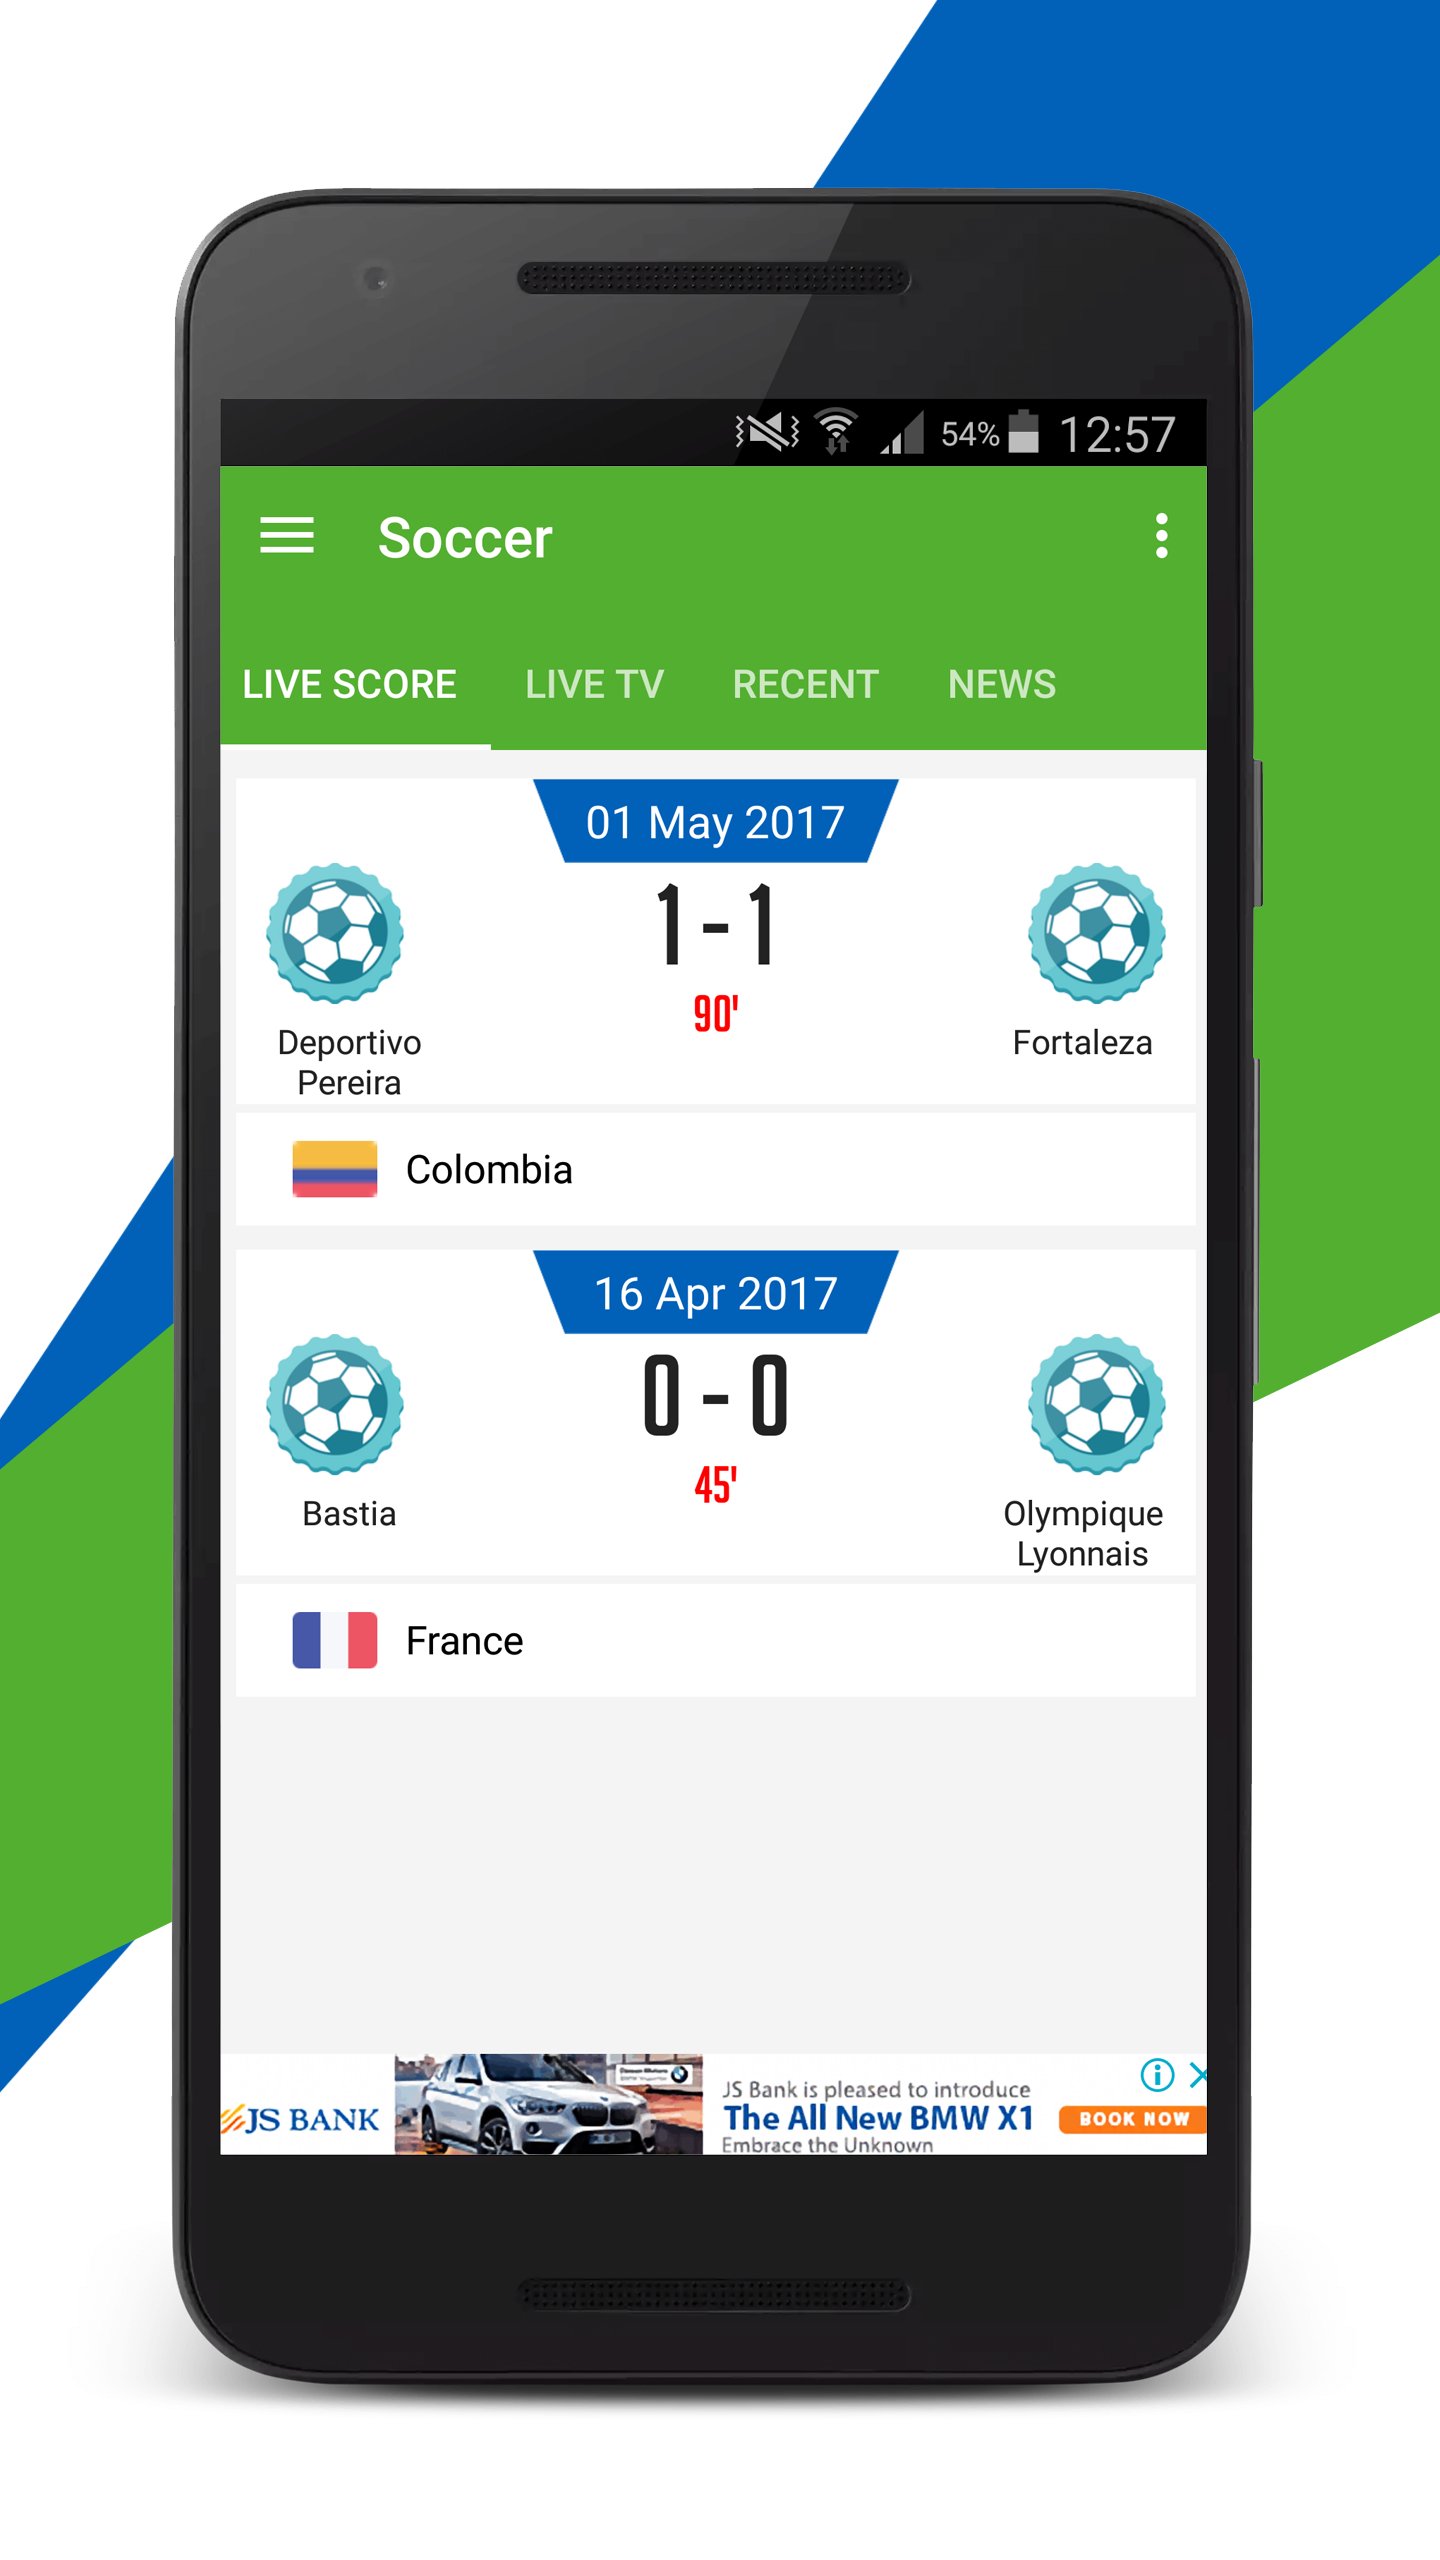 54% 12:57
Soccer
LIVE SCORE LIVE TV RECENT NEWS
01 May 2017
1 - 1
90'
Deportivo
Pereira
Fortaleza
Colombia
16 Apr 2017
0 - 0
45'
Bastia
Olympique
Lyonnais
France
JS BANK
JS Bank is pleased to introduce
The All New BMW X1
Embrace the Unknown
BOOK NOW